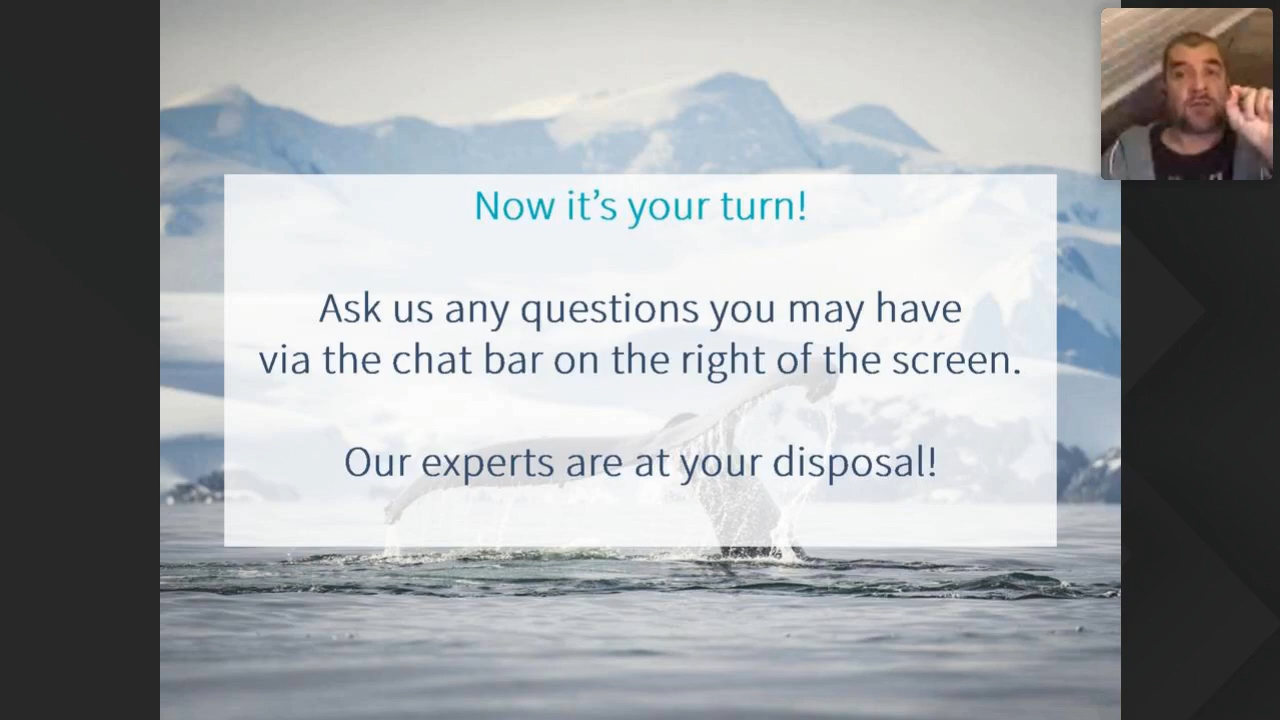 Now it’s your turn!
Ask us any questions you may have
via the chat bar on the right of the screen.
Our experts are at your disposal!